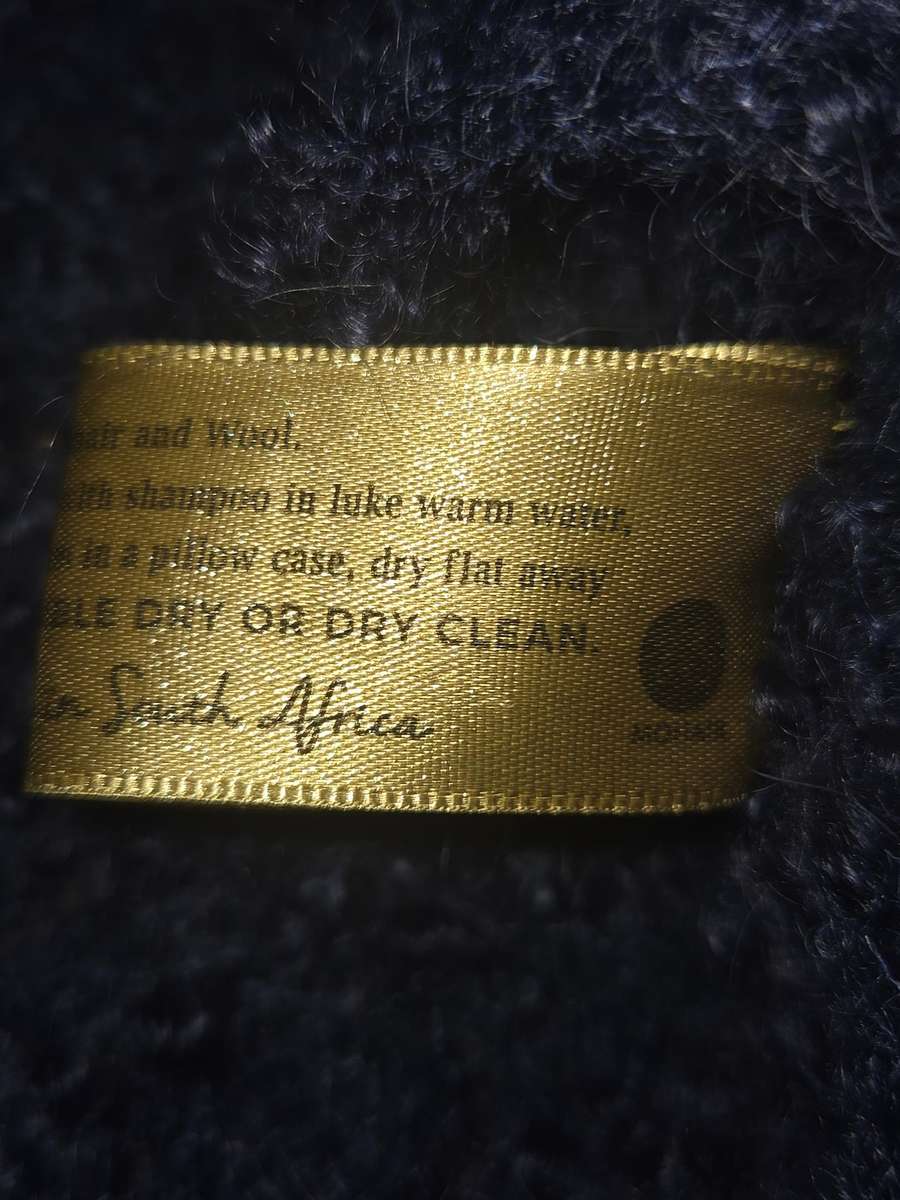 and Wool,
shampoo in luke warm water,
in a pillow case, dry flat away
DRY OR DRY CLEAN.
South Africa